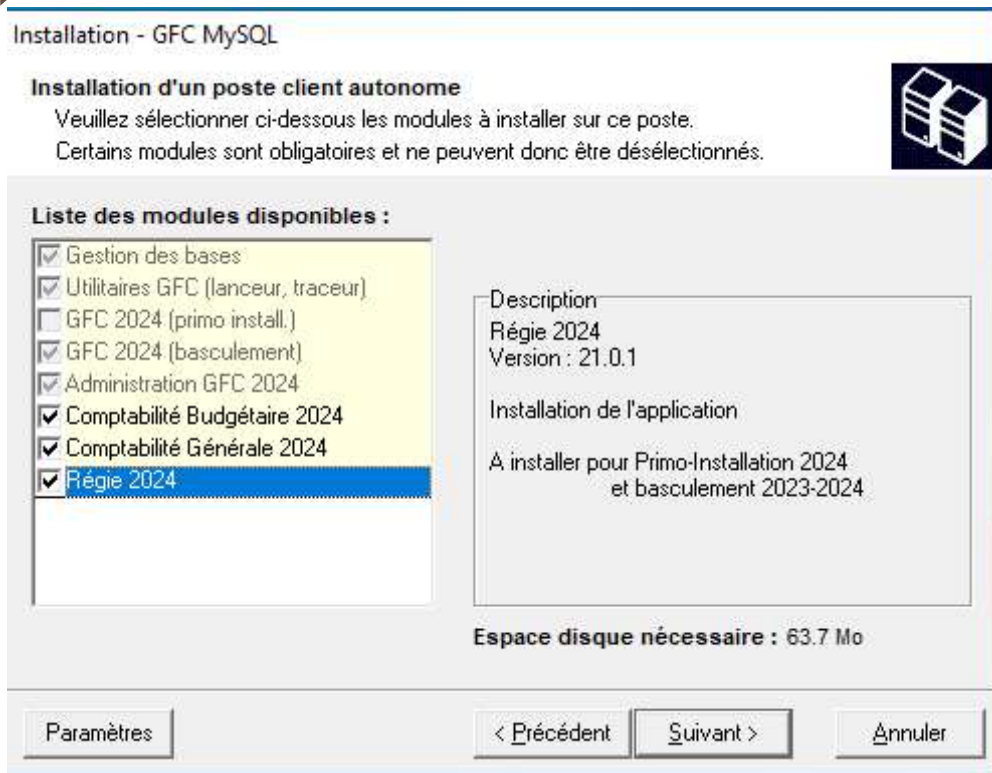 Installation - GFC MySQL
Installation d'un poste client autonome
Veuillez sélectionner ci-dessous les modules à installer sur ce poste.
Certains modules sont obligatoires et ne peuvent donc être désélectionnés.
Liste des modules disponibles :
Gestion des bases
Utilitaires GFC (lanceur, traceur)
GFC 2024 (primo install.)
GFC 2024 (basculement)
Administration GFC 2024
Comptabilité Budgétaire 2024
Comptabilité Générale 2024
Régie 2024
Description
Régie 2024
Version : 21.0.1
Installation de l'application
A installer pour Primo-Installation 2024
et basculement 2023-2024
Espace disque nécessaire : 63.7 Mo
Paramètres
< Précédent
Suivant >
Annuler